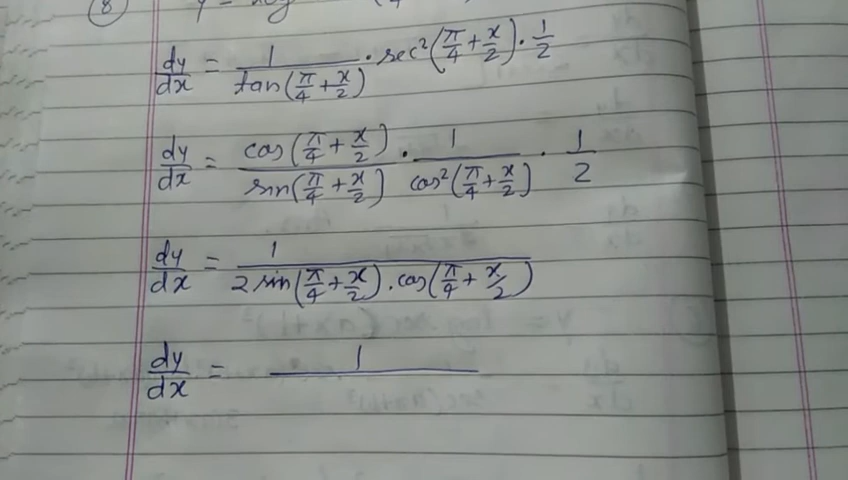 8
dy/dx = 1/tan(π/4 + x/2) · sec²(π/4 + x/2) · 1/2
dy/dx = cos(π/4 + x/2)/sin(π/4 + x/2) · 1/cos²(π/4 + x/2) · 1/2
dy/dx = 1/2 sin(π/4 + x/2) · cos(π/4 + x/2)
dy/dx = 1